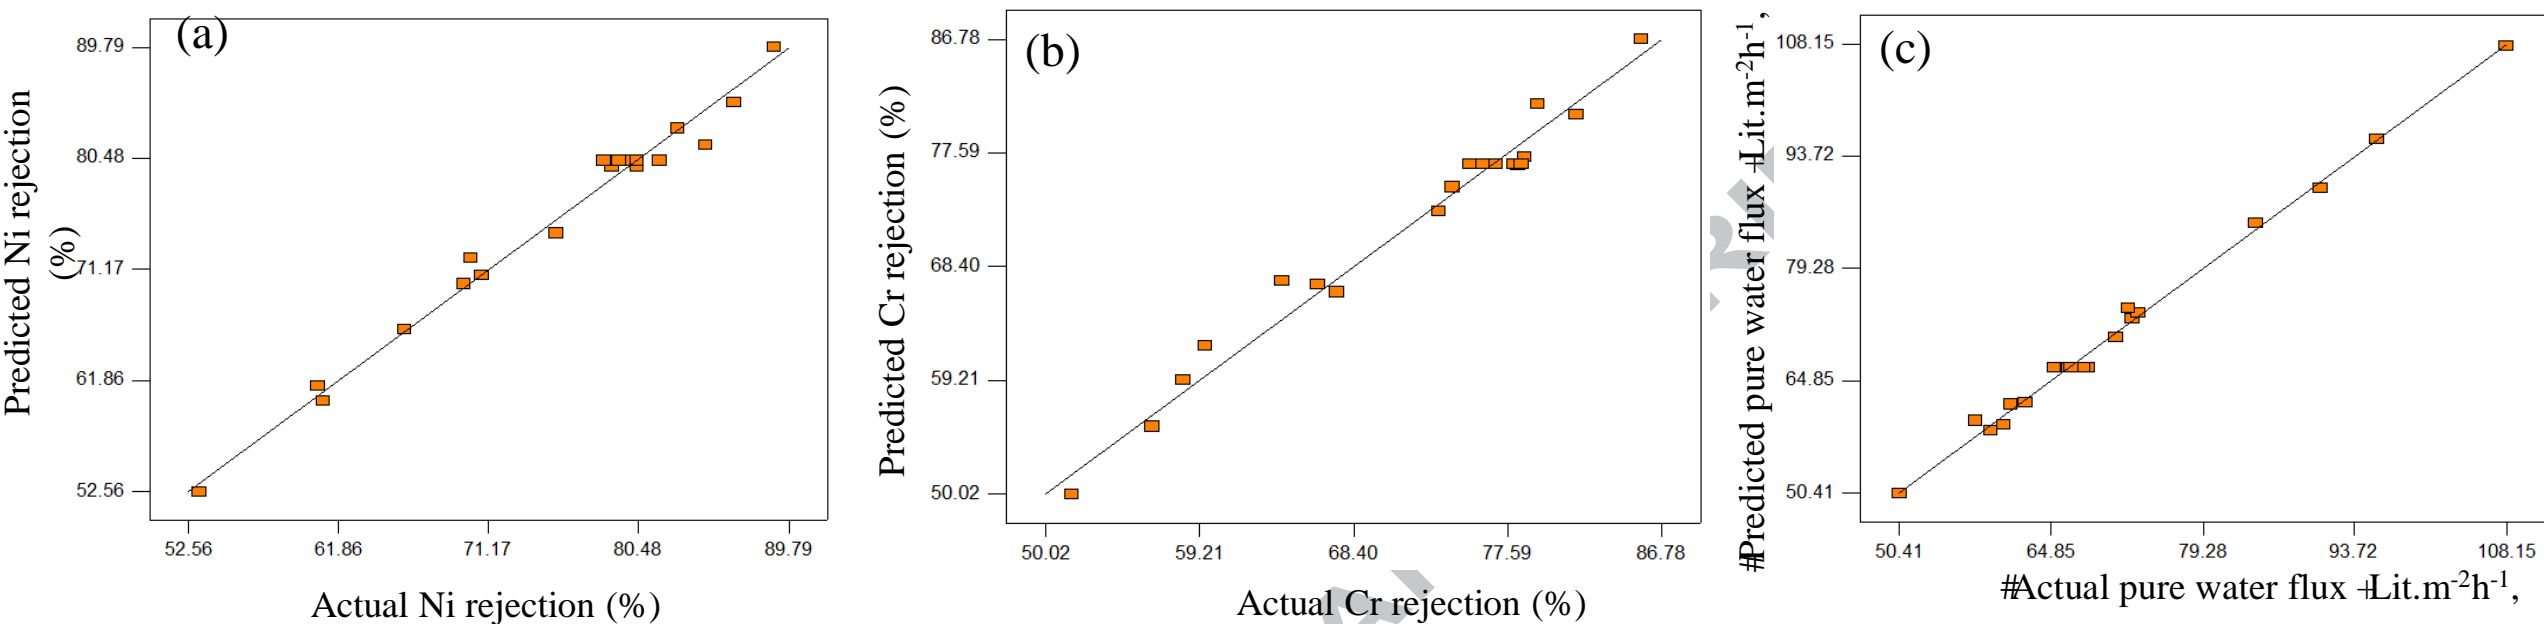 (a)
Predicted Ni rejection
(%)
89.79
80.48
71.17
61.86
52.56
52.56 61.86 71.17 80.48 89.79
Actual Ni rejection (%)
(b)
Predicted Cr rejection (%)
86.78
77.59
68.40
59.21
50.02
50.02 59.21 68.40 77.59 86.78
Actual Cr rejection (%)
(c)
#Predicted pure water flux +Lit.m-2h-1,
108.15
93.72
79.28
64.85
50.41
50.41 64.85 79.28 93.72 108.15
#Actual pure water flux +Lit.m-2h-1,